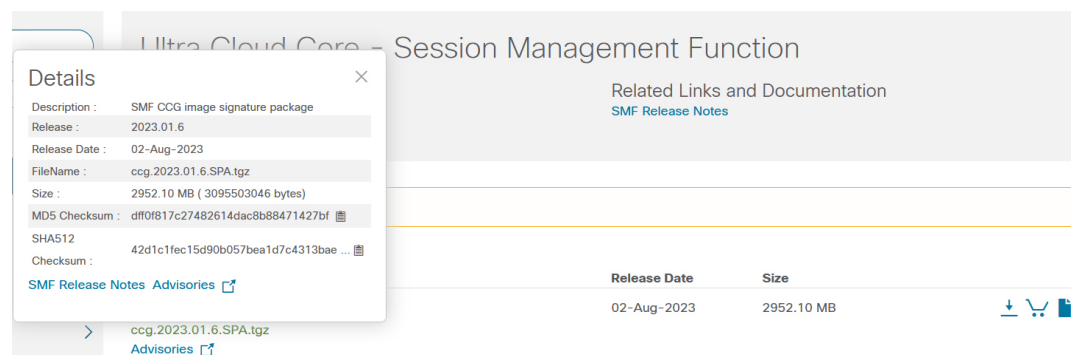 Ultra Cloud Core - Session Management Function
Details
Related Links and Documentation
SMF Release Notes
Description : SMF CCG image signature package
Release : 2023.01.6
Release Date : 02-Aug-2023
FileName : ccg.2023.01.6.SPA.tgz
Size : 2952.10 MB ( 3095503046 bytes)
MD5 Checksum : dff0f817c27482614dac8b88471427bf
SHA512
Checksum : 42d1c1fec15d90b057bea1d7c4313bae ...
SMF Release Notes Advisories
Release Date Size
02-Aug-2023 2952.10 MB
ccg.2023.01.6.SPA.tgz
Advisories